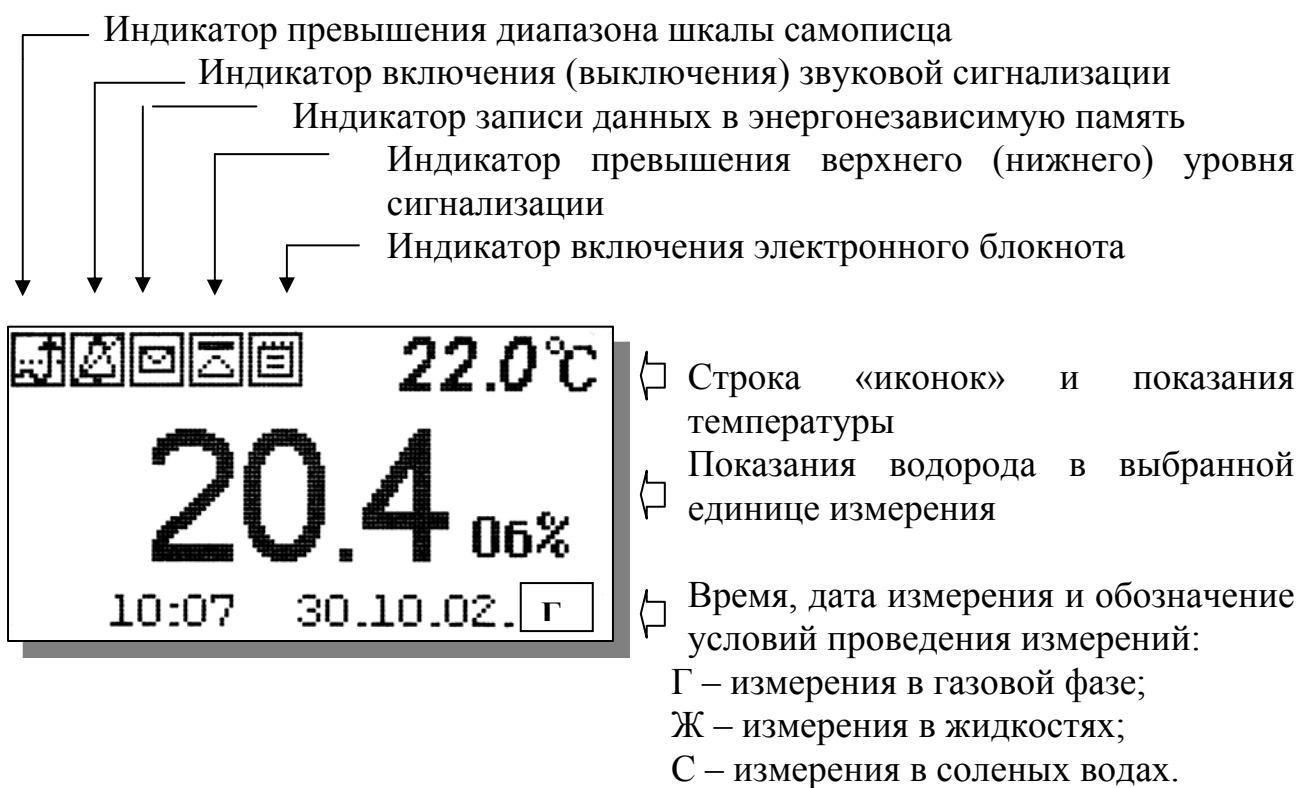 Индикатор превышения диапазона шкалы самописца
Индикатор включения (выключения) звуковой сигнализации
Индикатор записи данных в энергонезависимую память
Индикатор превышения верхнего (нижнего) уровня
сигнализации
Индикатор включения электронного блокнота
22.0°C
20.4 об%
10:07 30.10.02. Г
Строка «иконок» и показания
температуры
Показания водорода в выбранной
единице измерения
Время, дата измерения и обозначение
условий проведения измерений:
Г – измерения в газовой фазе;
Ж – измерения в жидкостях;
С – измерения в соленых водах.